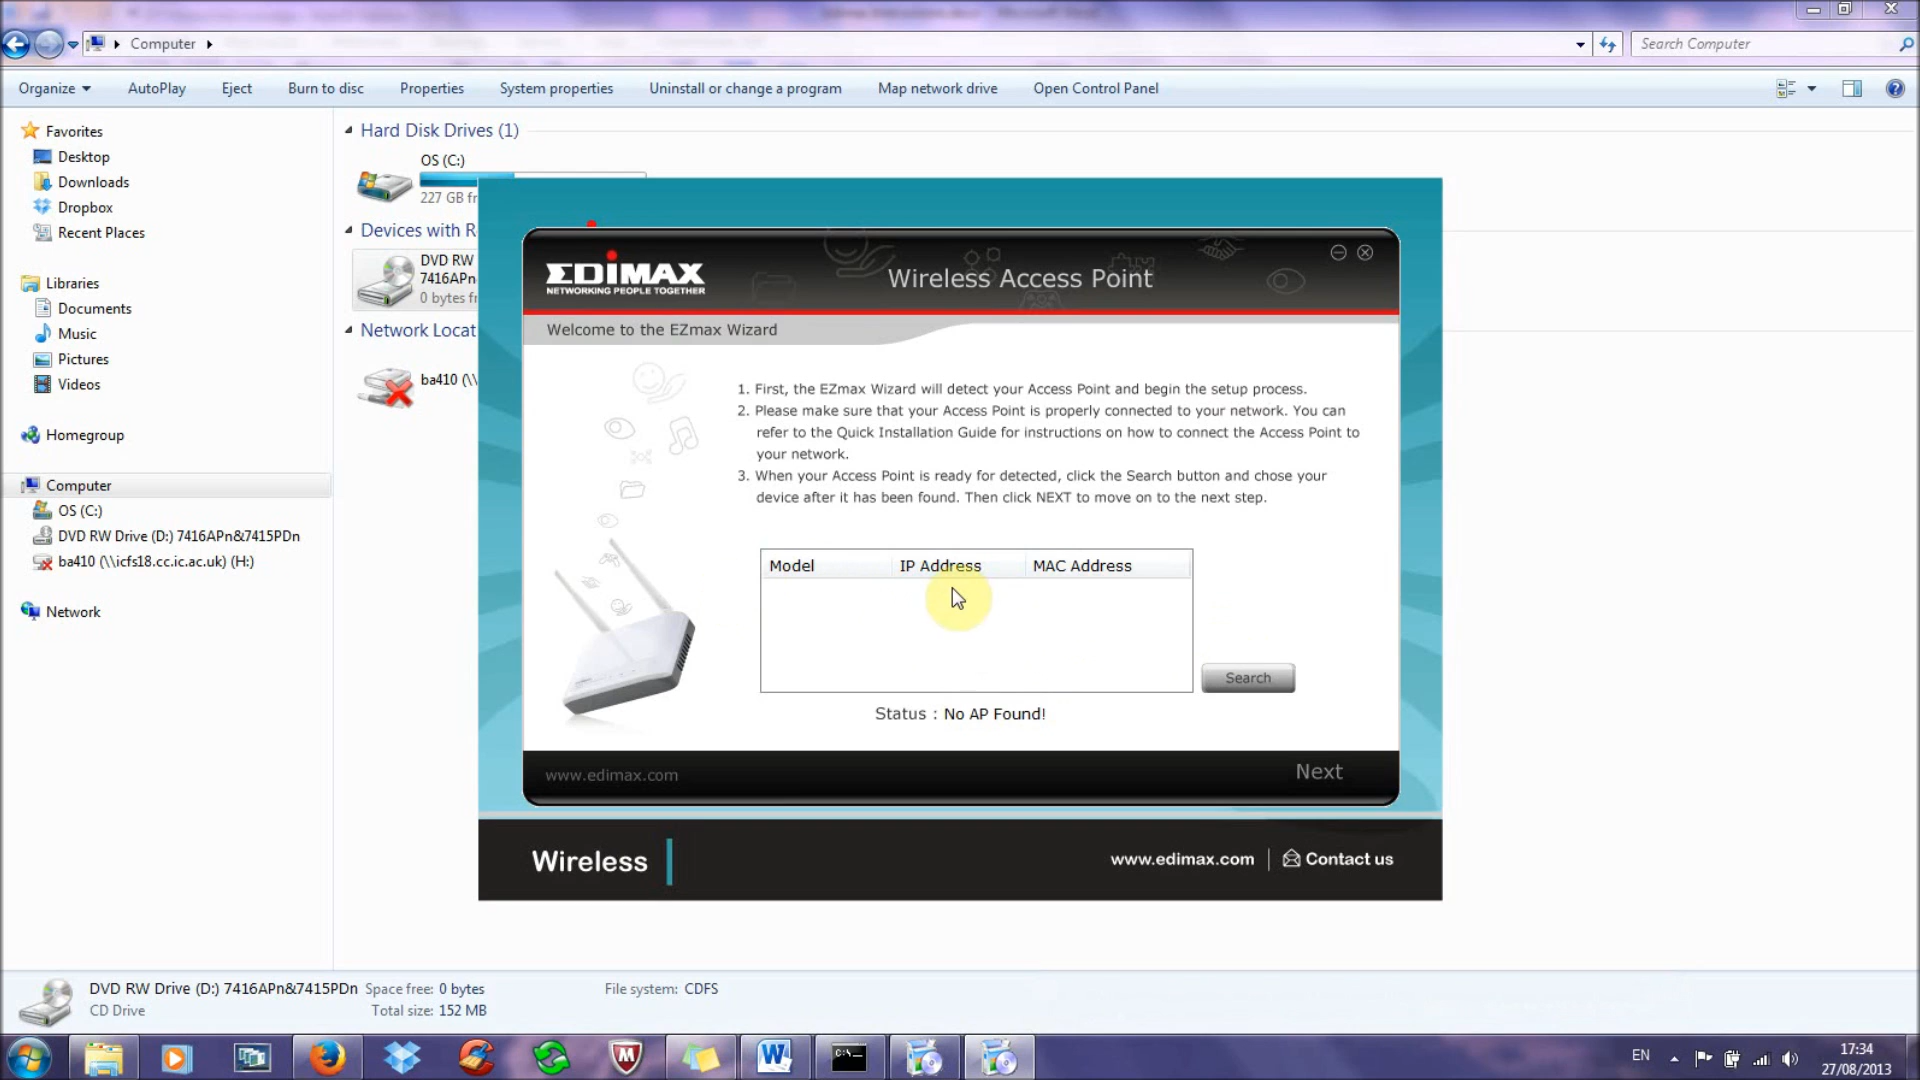 Computer
Search Computer
Organize
AutoPlay
Eject
Burn to disc
Properties
System properties
Uninstall or change a program
Map network drive
Open Control Panel
Favorites
Desktop
Downloads
Dropbox
Recent Places
Libraries
Documents
Music
Pictures
Videos
Homegroup
Computer
OS (C:)
DVD RW Drive (D:) 7416APn&7415PDn
ba410 (\\icfs18.cc.ic.ac.uk) (H:)
Network
Hard Disk Drives (1)
OS (C:)
227 GB fr
Devices with R
DVD RW
7416APn
0 bytes fr
Network Locat
ba410 (\\
EDIMAX
NETWORKING PEOPLE TOGETHER
Wireless Access Point
Welcome to the EZmax Wizard
1. First, the EZmax Wizard will detect your Access Point and begin the setup process.
2. Please make sure that your Access Point is properly connected to your network. You can
refer to the Quick Installation Guide for instructions on how to connect the Access Point to
your network.
3. When your Access Point is ready for detected, click the Search button and chose your
device after it has been found. Then click NEXT to move on to the next step.
Model
IP Address
MAC Address
Search
Status : No AP Found!
www.edimax.com
Next
Wireless
www.edimax.com
Contact us
DVD RW Drive (D:) 7416APn&7415PDn
Space free: 0 bytes
File system: CDFS
CD Drive
Total size: 152 MB
EN
17:34
27/08/2013